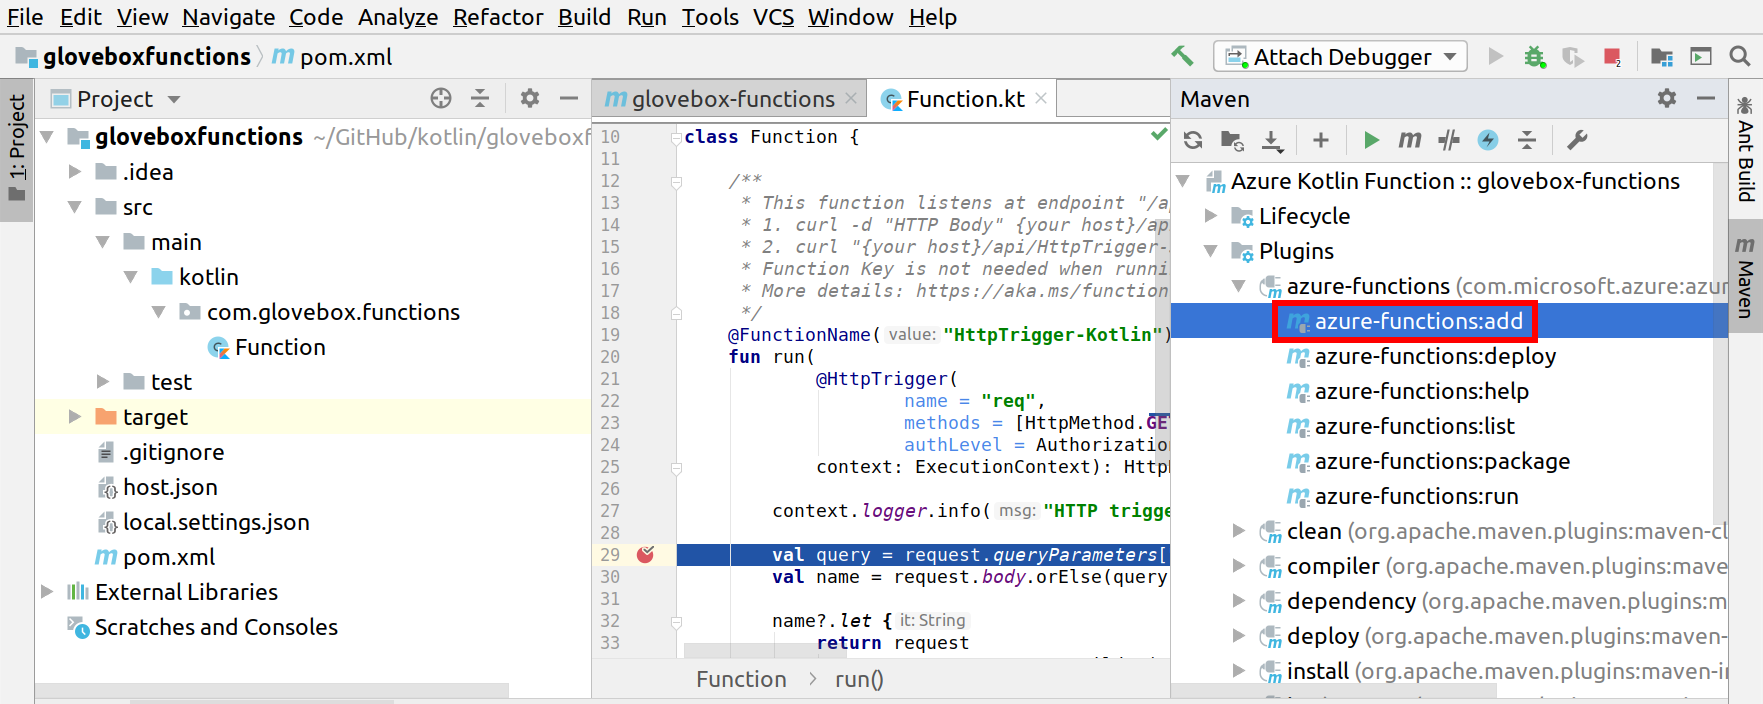 File Edit View Navigate Code Analyze Refactor Build Run Tools VCS Window Help
gloveboxfunctions pom.xml
Attach Debugger
2
1: Project
Project
gloveboxfunctions ~/GitHub/kotlin/gloveboxf
.idea
src
main
kotlin
com.glovebox.functions
Function
test
target
.gitignore
host.json
local.settings.json
pom.xml
External Libraries
Scratches and Consoles
glovebox-functions Function.kt
10 class Function {
11
12 /**
13 * This function listens at endpoint "/a
14 * 1. curl -d "HTTP Body" {your host}/ap
15 * 2. curl "{your host}/api/HttpTrigger-
16 * Function Key is not needed when runni
17 * More details: https://aka.ms/function
18 */
19 @FunctionName( value: "HttpTrigger-Kotlin")
20 fun run(
21 @HttpTrigger(
22 name = "req",
23 methods = [HttpMethod.GE
24 authLevel = Authorization
25 context: ExecutionContext): Http
26
27 context.logger.info( msg: "HTTP trigge
28
29 val query = request.queryParameters[
30 val name = request.body.orElse(query
31
32 name?.let { it: String
33 return request
Function > run()
Maven
Azure Kotlin Function :: glovebox-functions
Lifecycle
Plugins
azure-functions (com.microsoft.azure:azur
azure-functions:add
azure-functions:deploy
azure-functions:help
azure-functions:list
azure-functions:package
azure-functions:run
clean (org.apache.maven.plugins:maven-cl
compiler (org.apache.maven.plugins:mave
dependency (org.apache.maven.plugins:m
deploy (org.apache.maven.plugins:maven-
install (org.apache.maven.plugins:maven-i
Ant Build
Maven